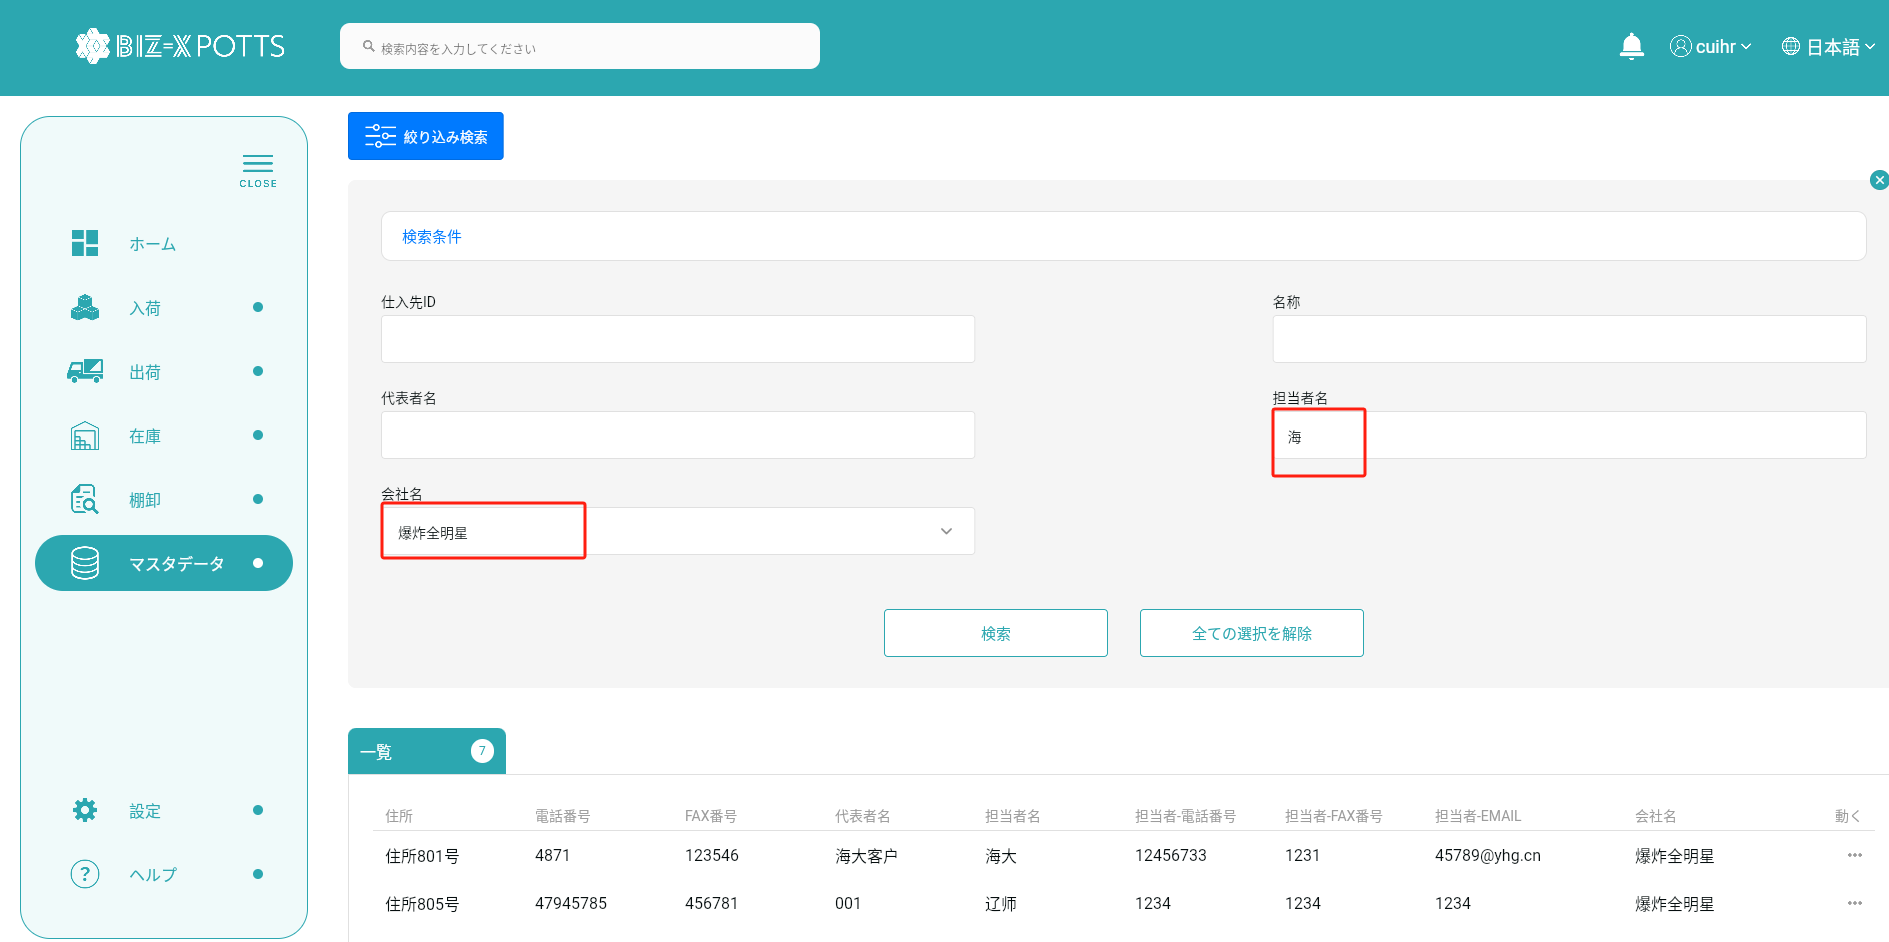 BIZ=X POTTS
検索内容を入力してください
cuihr
日本語
CLOSE
ホーム
入荷
出荷
在庫
棚卸
マスタデータ
設定
ヘルプ
絞り込み検索
検索条件
仕入先ID
名称
代表者名
担当者名
海
会社名
爆炸全明星
検索
全ての選択を解除
一覧 7
住所 電話番号 FAX番号 代表者名 担当者名 担当者-電話番号 担当者-FAX番号 担当者-EMAIL 会社名 動く
住所801号 4871 123546 海大客户 海大 12456733 1231 45789@yhg.cn 爆炸全明星
住所805号 47945785 456781 001 辽师 1234 1234 1234 爆炸全明星